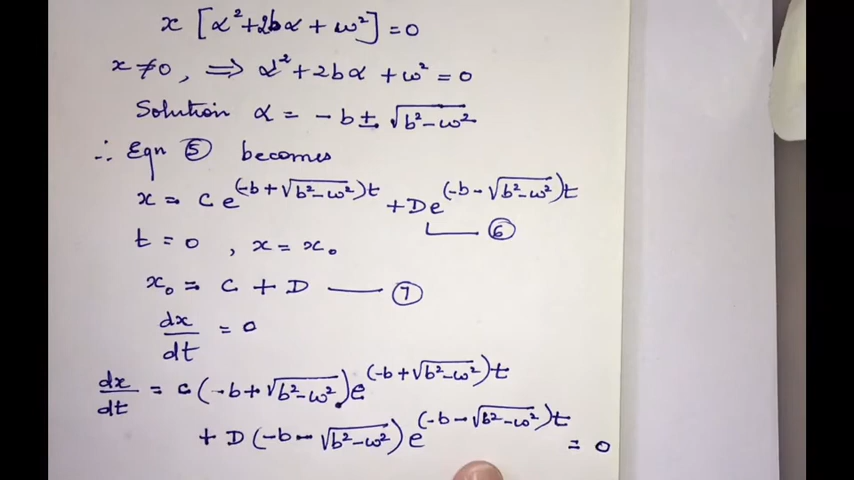 x [α²+2bα + ω²] = 0
x ≠ 0, ⟹ α² + 2bα + ω² = 0
Solution α = -b ± √(b²-ω²)
∴ Eqn ⑤ becomes
x = C e^(-b + √(b²-ω²))t + D e^(-b - √(b²-ω²))t
⑥
t = 0, x = x₀
x₀ = C + D —— ⑦
dx/dt = 0
dx/dt = C (-b + √(b²-ω²)) e^(-b + √(b²-ω²))t
+ D (-b - √(b²-ω²)) e^(-b - √(b²-ω²))t = 0